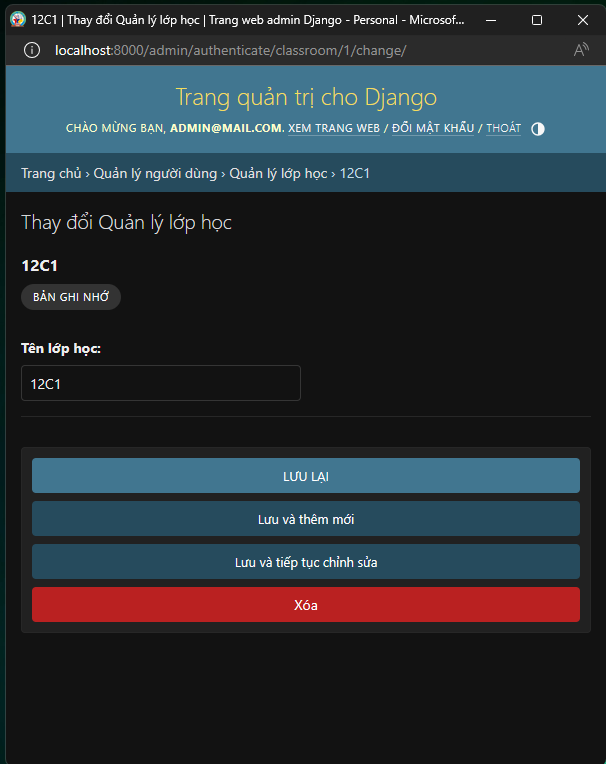 12C1 | Thay đổi Quản lý lớp học | Trang web admin Django - Personal - Microsof...
localhost:8000/admin/authenticate/classroom/1/change/
Trang quản trị cho Django
CHÀO MỪNG BẠN, ADMIN@MAIL.COM. XEM TRANG WEB / ĐỔI MẬT KHẨU / THOÁT
Trang chủ › Quản lý người dùng › Quản lý lớp học › 12C1
Thay đổi Quản lý lớp học
12C1
BẢN GHI NHỚ
Tên lớp học:
12C1
LƯU LẠI
Lưu và thêm mới
Lưu và tiếp tục chỉnh sửa
Xóa